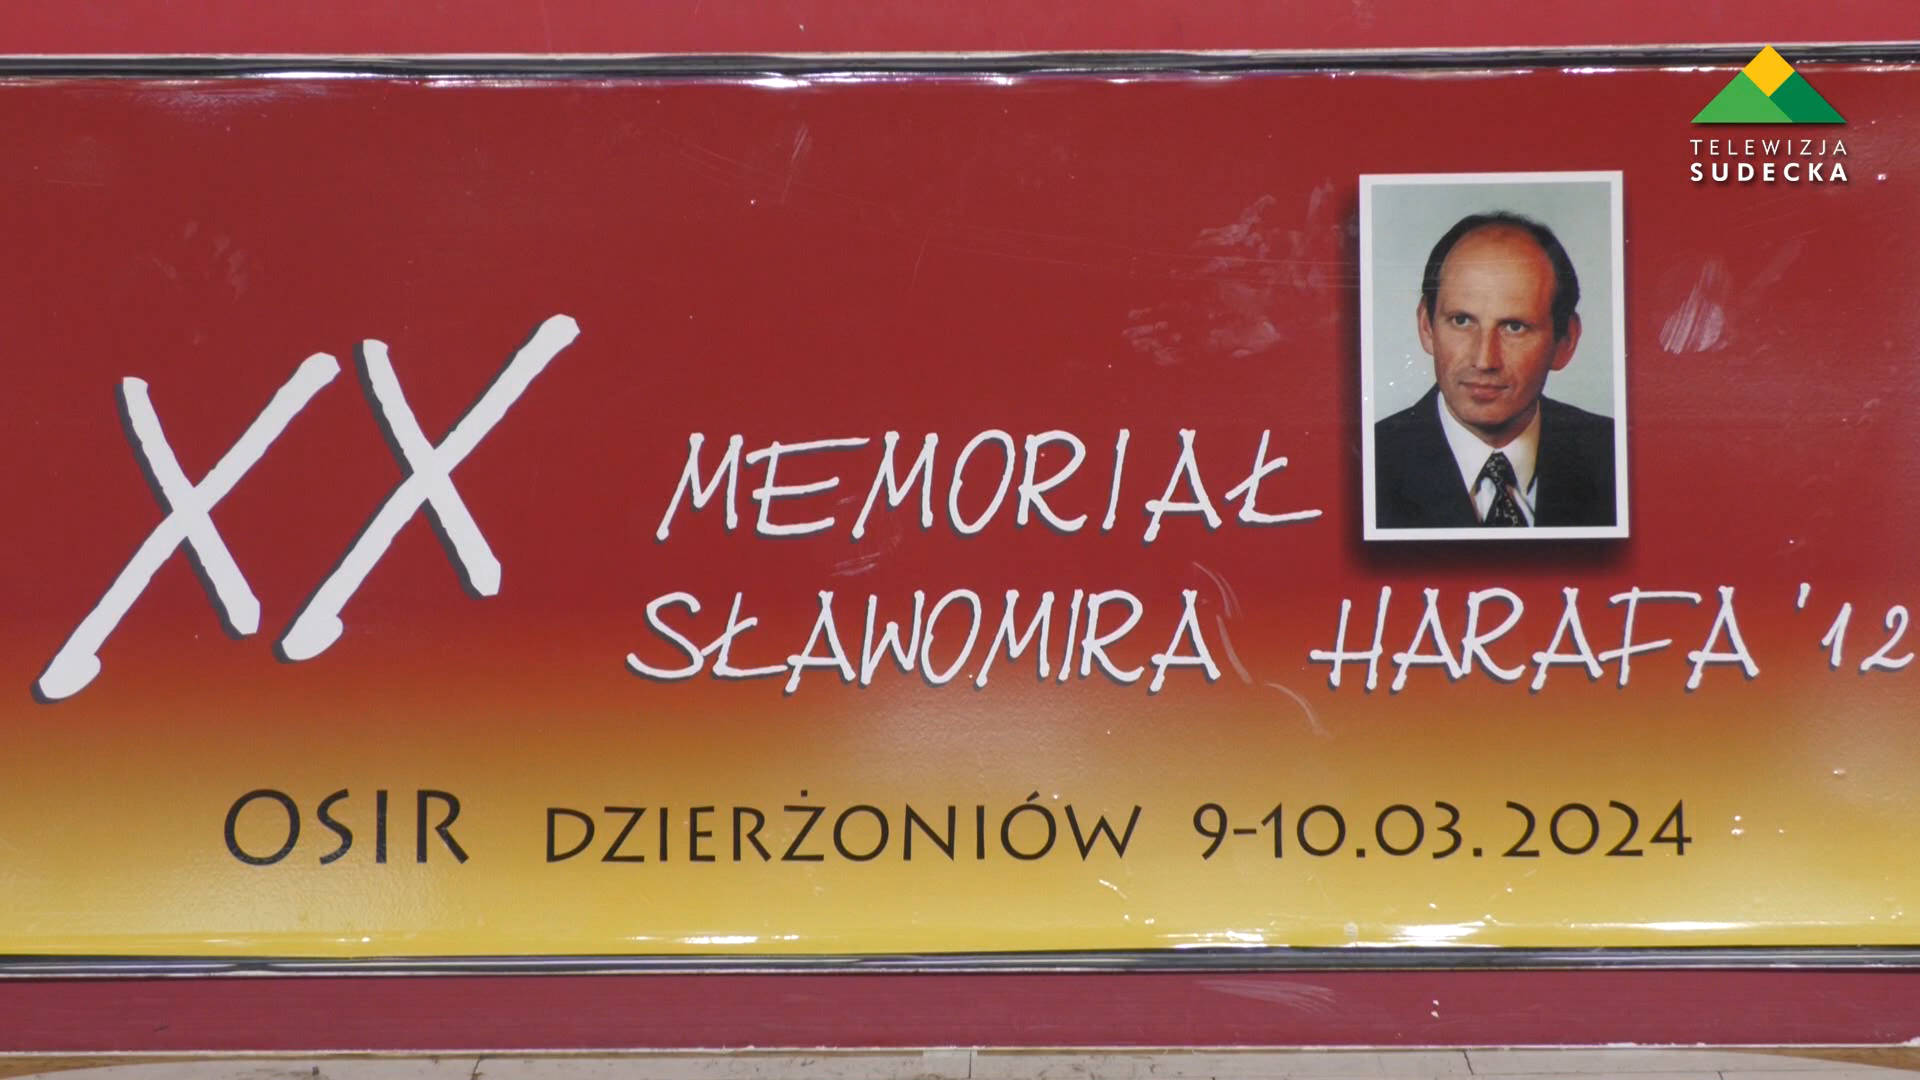 TELEWIZJA
SUDECKA
XX MEMORIAŁ
SŁAWOMIRA HARAFA '12
OSIR DZIERŻONIÓW 9-10.03.2024